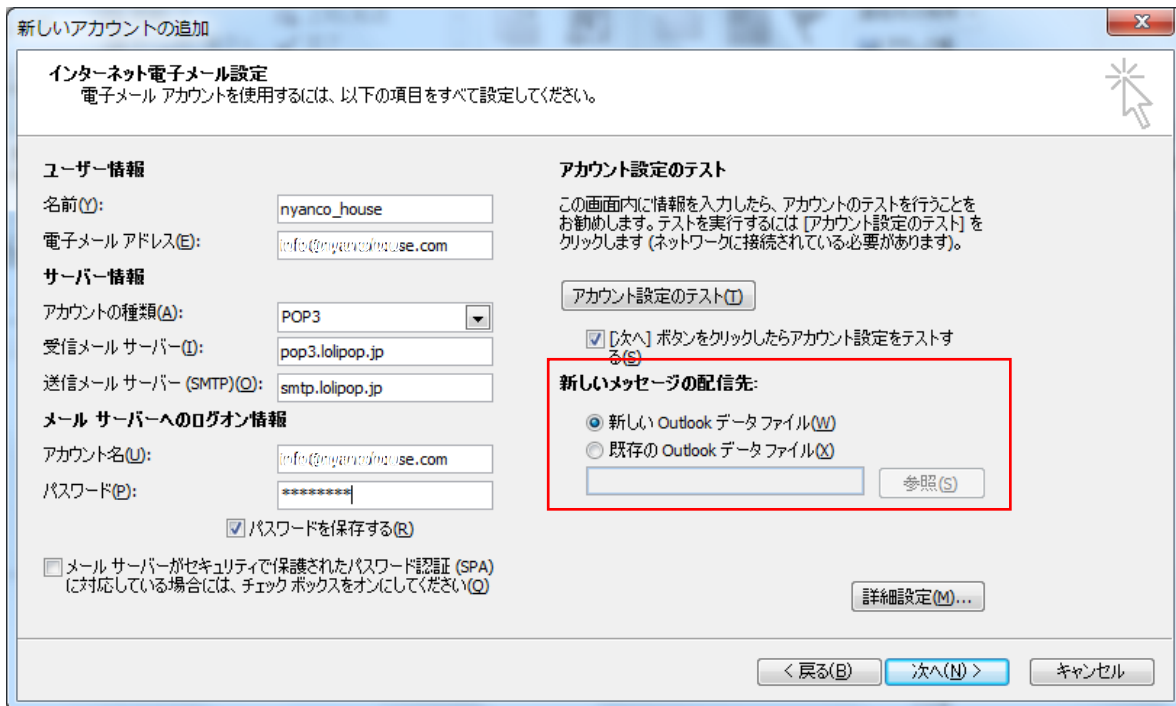 新しいアカウントの追加
インターネット電子メール設定
電子メール アカウントを使用するには、以下の項目をすべて設定してください。
ユーザー情報
名前(Y):
nyanco_house
電子メール アドレス(E):
info@nyancohouse.com
サーバー情報
アカウントの種類(A):
POP3
受信メール サーバー(I):
pop3.lolipop.jp
送信メール サーバー (SMTP)(O):
smtp.lolipop.jp
メール サーバーへのログオン情報
アカウント名(U):
info@nyancohouse.com
パスワード(P):
********
パスワードを保存する(R)
メール サーバーがセキュリティで保護されたパスワード認証 (SPA)
に対応している場合には、チェック ボックスをオンにしてください(Q)
アカウント設定のテスト
この画面内に情報を入力したら、アカウントのテストを行うことを
お勧めします。テストを実行するには [アカウント設定のテスト] を
クリックします (ネットワークに接続されている必要があります)。
アカウント設定のテスト(T)
[次へ] ボタンをクリックしたらアカウント設定をテストす
る(S)
新しいメッセージの配信先:
新しい Outlook データ ファイル(W)
既存の Outlook データ ファイル(X)
参照(S)
詳細設定(M)...
< 戻る(B)
次へ(N) >
キャンセル